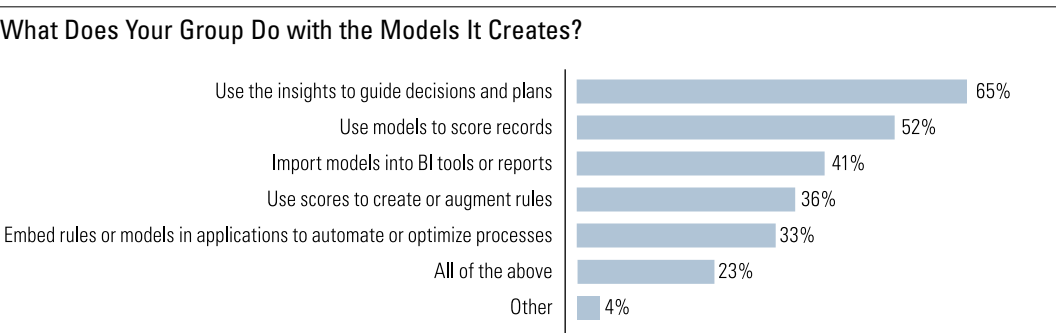 What Does Your Group Do with the Models It Creates?
Use the insights to guide decisions and plans 65%
Use models to score records 52%
Import models into BI tools or reports 41%
Use scores to create or augment rules 36%
Embed rules or models in applications to automate or optimize processes 33%
All of the above 23%
Other 4%